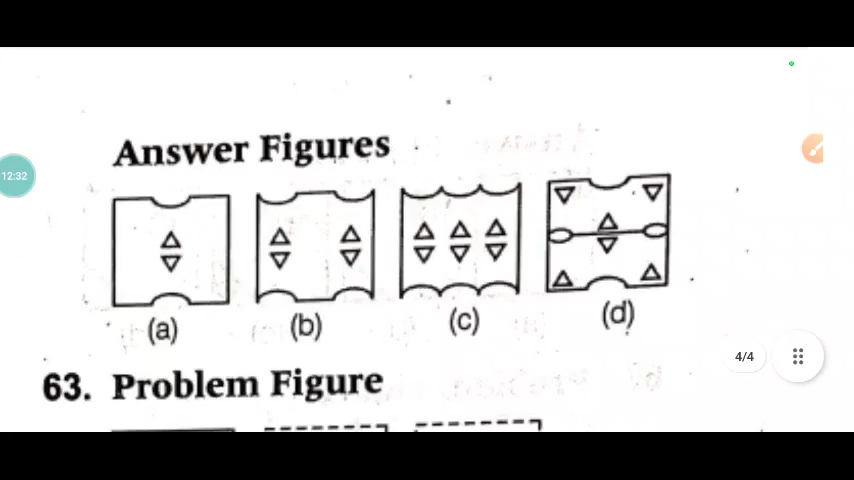 12:32
Answer Figures
(a) (b) (c) (d)
4/4
63. Problem Figure